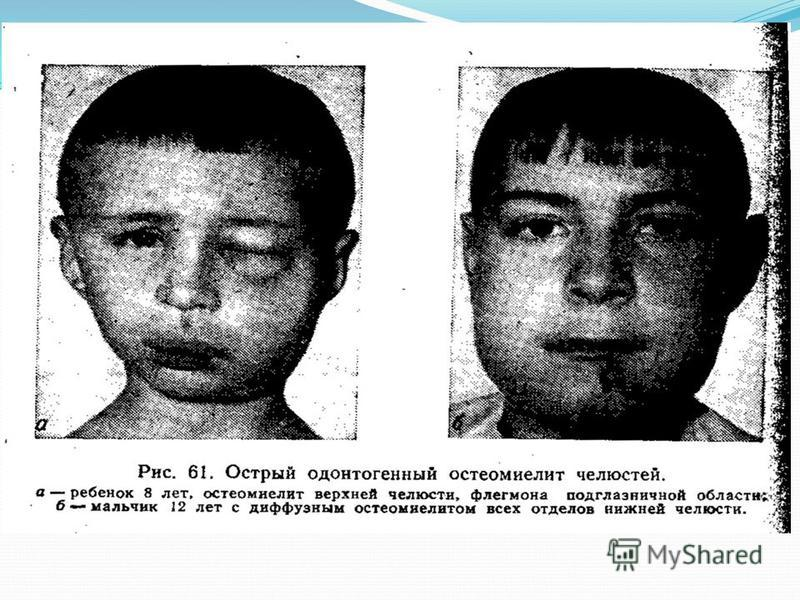 а
б
Рис. 61. Острый одонтогенный остеомиелит челюстей.
а — ребенок 8 лет, остеомиелит верхней челюсти, флегмона подглазничной области;
б — мальчик 12 лет с диффузным остеомиелитом всех отделов нижней челюсти.
MyShared